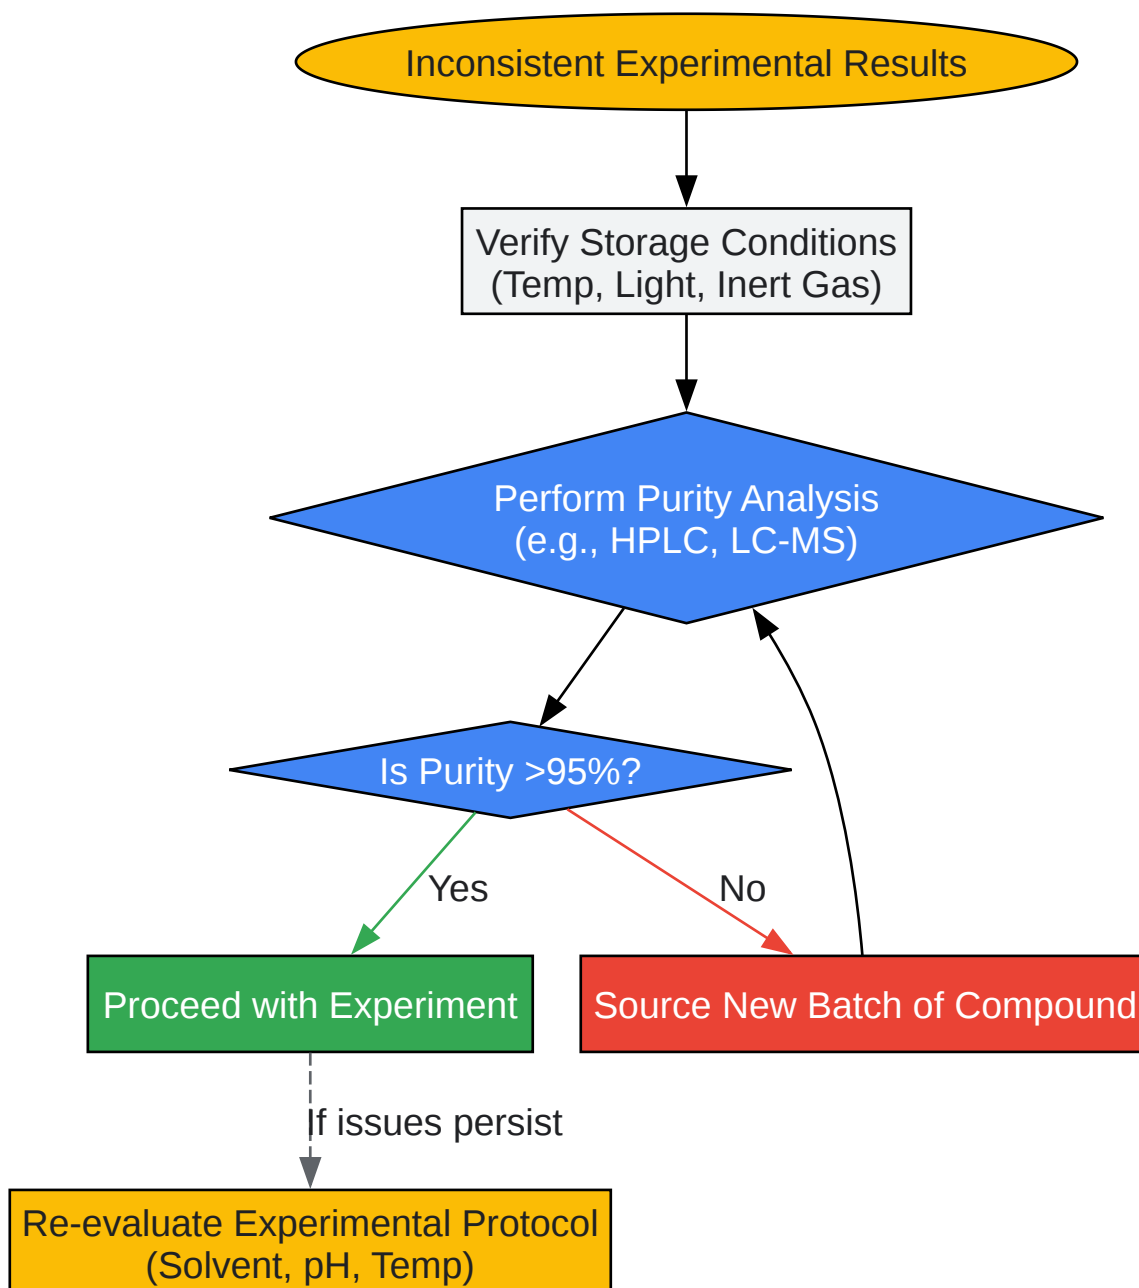 Inconsistent Experimental Results
Verify Storage Conditions
(Temp, Light, Inert Gas)
Perform Purity Analysis
(e.g., HPLC, LC-MS)
Is Purity >95%?
Yes
No
Proceed with Experiment
Source New Batch of Compound
If issues persist
Re-evaluate Experimental Protocol
(Solvent, pH, Temp)